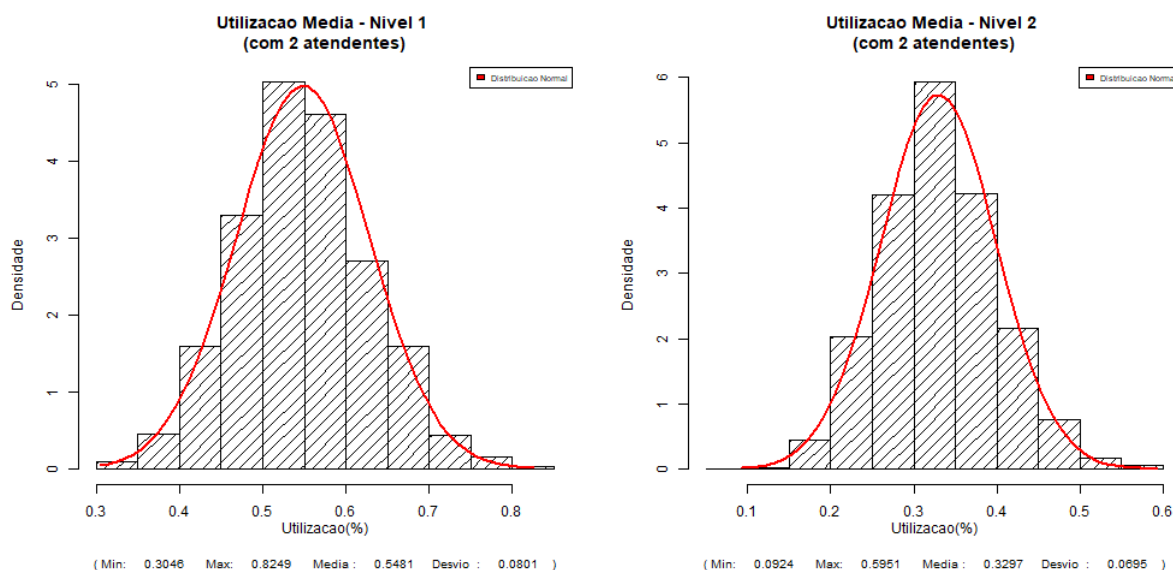 Utilizacao Media - Nivel 1
(com 2 atendentes)
Distribuicao Normal
5
4
3
2
1
0
Densidade
0.3 0.4 0.5 0.6 0.7 0.8
Utilizacao(%)
( Min: 0.3046 Max: 0.8249 Media : 0.5481 Desvio : 0.0801 )
Utilizacao Media - Nivel 2
(com 2 atendentes)
Distribuicao Normal
6
5
4
3
2
1
0
Densidade
0.1 0.2 0.3 0.4 0.5 0.6
Utilizacao(%)
( Min: 0.0924 Max: 0.5951 Media : 0.3297 Desvio : 0.0695 )